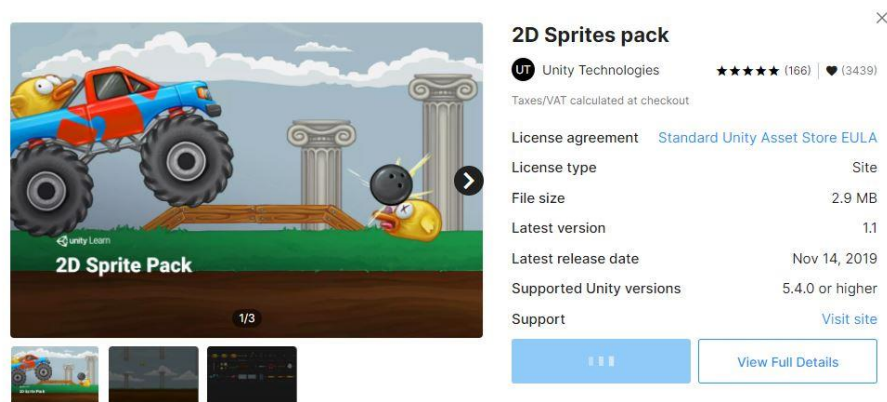 2D Sprites pack
UT Unity Technologies ★★★★★ (166) | ♥ (3439)
Taxes/VAT calculated at checkout
License agreement Standard Unity Asset Store EULA
License type Site
File size 2.9 MB
Latest version 1.1
Latest release date Nov 14, 2019
Supported Unity versions 5.4.0 or higher
Support Visit site
View Full Details
unity Learn
2D Sprite Pack
1/3
2D Sprite Pack